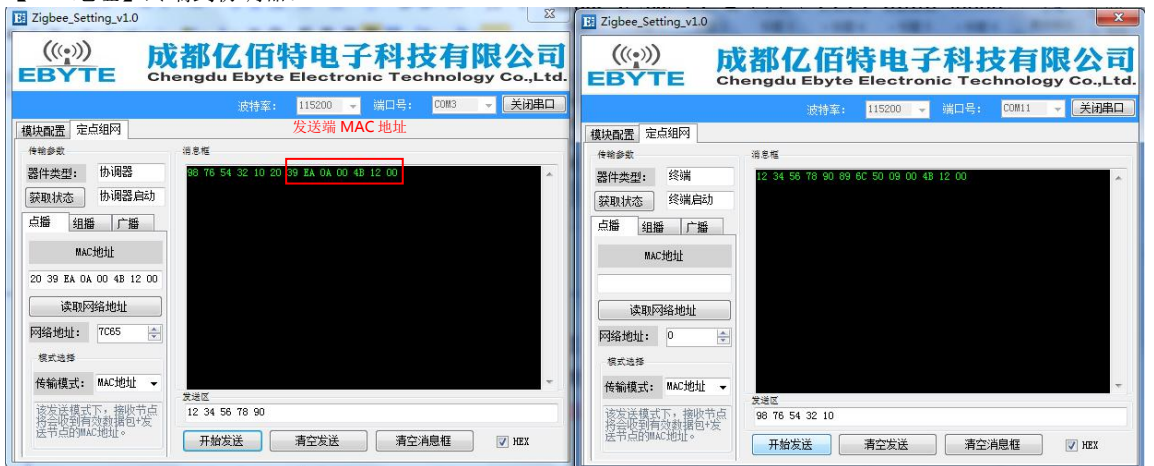 Zigbee_Setting_v1.0
EBYTE
成都亿佰特电子科技有限公司
Chengdu Ebyte Electronic Technology Co.,Ltd.
波特率: 115200 端口号: COM3 关闭串口
模块配置 定点组网
发送端 MAC 地址
传输参数
器件类型: 协调器
获取状态 协调器启动
点播 组播 广播
MAC地址
20 39 EA 0A 00 4B 12 00
读取网络地址
网络地址: 7C65
模式选择
传输模式: MAC地址
该发送模式下，接收节点
将会收到有效数据包+发
送节点的MAC地址。
消息框
98 76 54 32 10 20 39 EA 0A 00 4B 12 00
发送区
12 34 56 78 90
开始发送 清空发送 清空消息框 HEX
Zigbee_Setting_v1.0
EBYTE
成都亿佰特电子科技有限公司
Chengdu Ebyte Electronic Technology Co.,Ltd.
波特率: 115200 端口号: COM11 关闭串口
模块配置 定点组网
传输参数
器件类型: 终端
获取状态 终端启动
点播 组播 广播
MAC地址
读取网络地址
网络地址: 0
模式选择
传输模式: MAC地址
该发送模式下，接收节点
将会收到有效数据包+发
送节点的MAC地址。
消息框
12 34 56 78 90 89 6C 50 09 00 4B 12 00
发送区
98 76 54 32 10
开始发送 清空发送 清空消息框 HEX